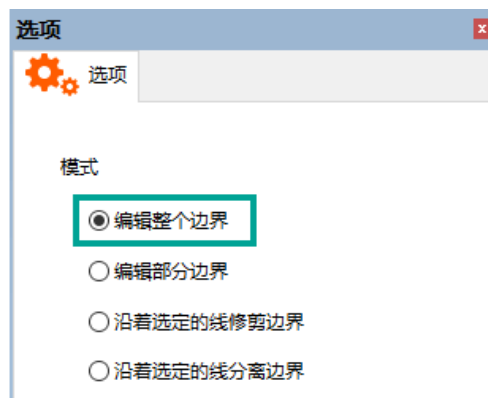 选项
选项
模式
编辑整个边界
编辑部分边界
沿着选定的线修剪边界
沿着选定的线分离边界